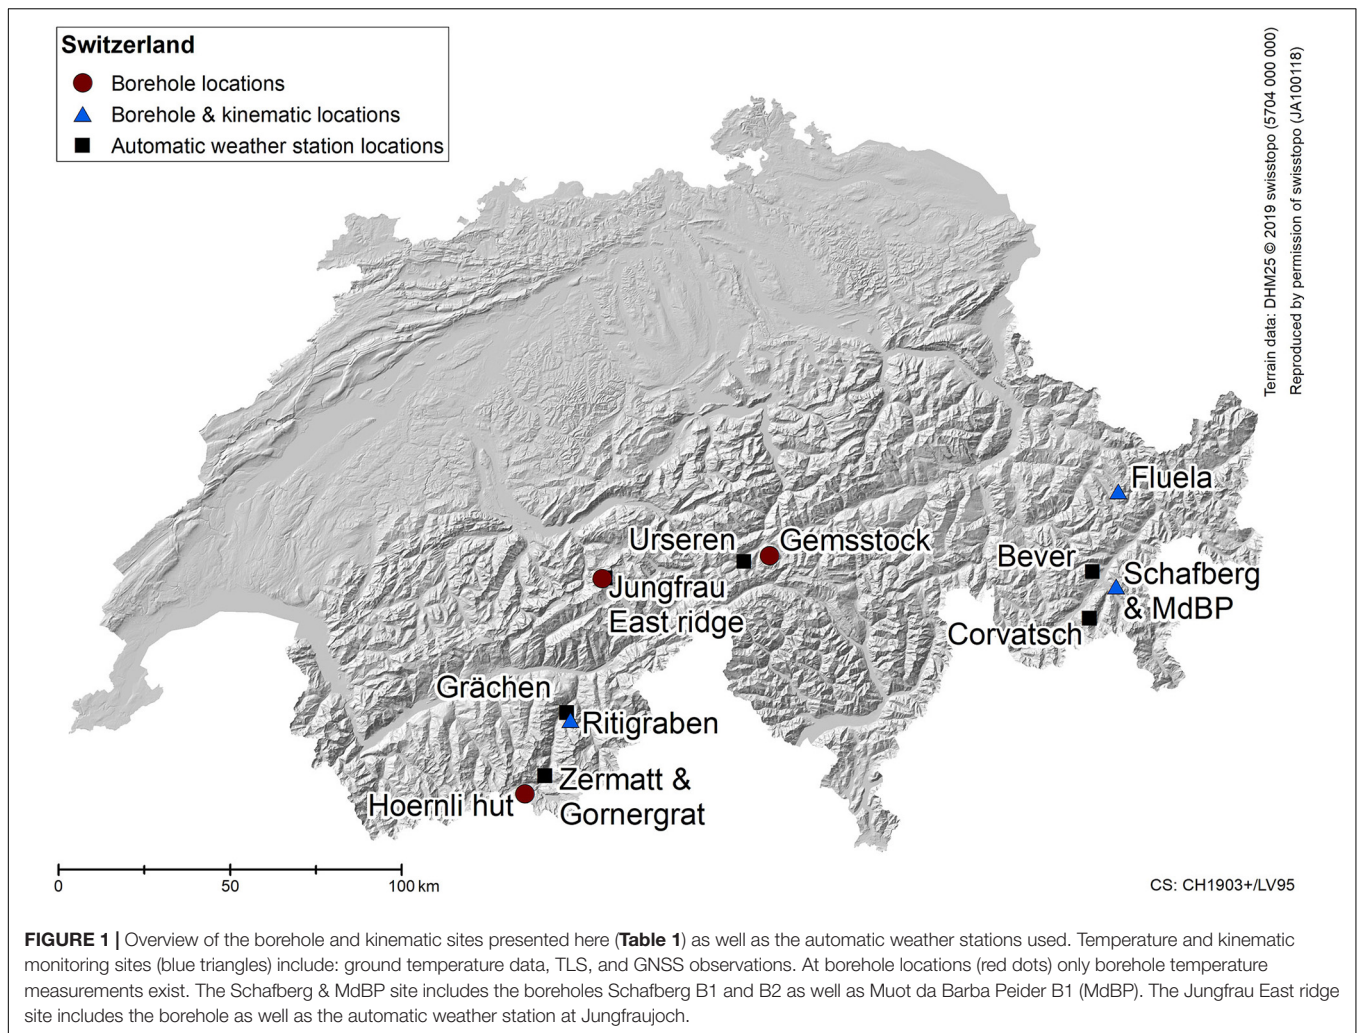 Switzerland
Borehole locations
Borehole & kinematic locations
Automatic weather station locations
Terrain data: DHM25 © 2019 swisstopo (5704 000 000)
Reproduced by permission of swisstopo (JA100118)
Fluela
Urseren
Gemsstock
Bever
Schafberg
& MdBP
Jungfrau
East ridge
Corvatsch
Grächen
Ritigraben
Zermatt &
Gornergrat
Hoernli hut
0 50 100 km
CS: CH1903+/LV95
FIGURE 1 | Overview of the borehole and kinematic sites presented here (Table 1) as well as the automatic weather stations used. Temperature and kinematic
monitoring sites (blue triangles) include: ground temperature data, TLS, and GNSS observations. At borehole locations (red dots) only borehole temperature
measurements exist. The Schafberg & MdBP site includes the boreholes Schafberg B1 and B2 as well as Muot da Barba Peider B1 (MdBP). The Jungfrau East ridge
site includes the borehole as well as the automatic weather station at Jungfraujoch.